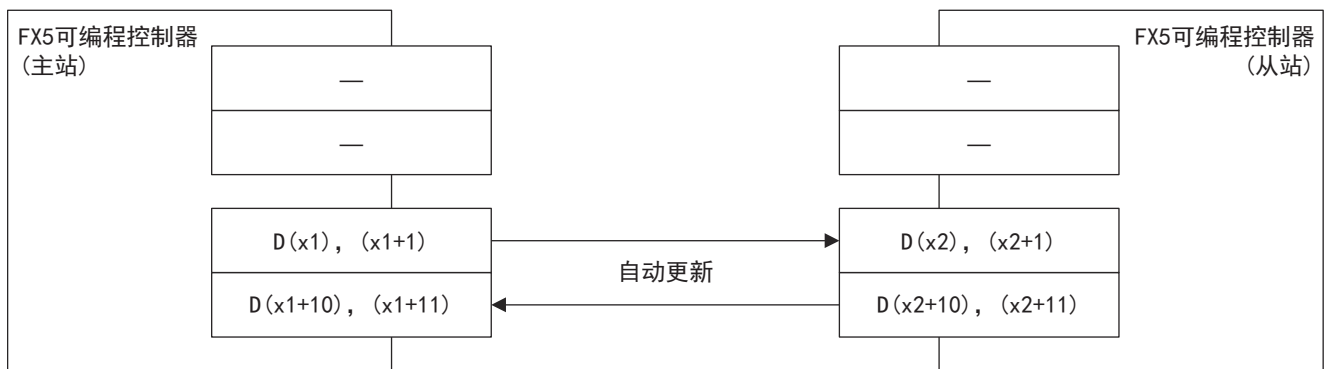 FX5可编程控制器
(主站)
—
—
D(x1), (x1+1)
D(x1+10), (x1+11)
自动更新
FX5可编程控制器
(从站)
—
—
D(x2), (x2+1)
D(x2+10), (x2+11)